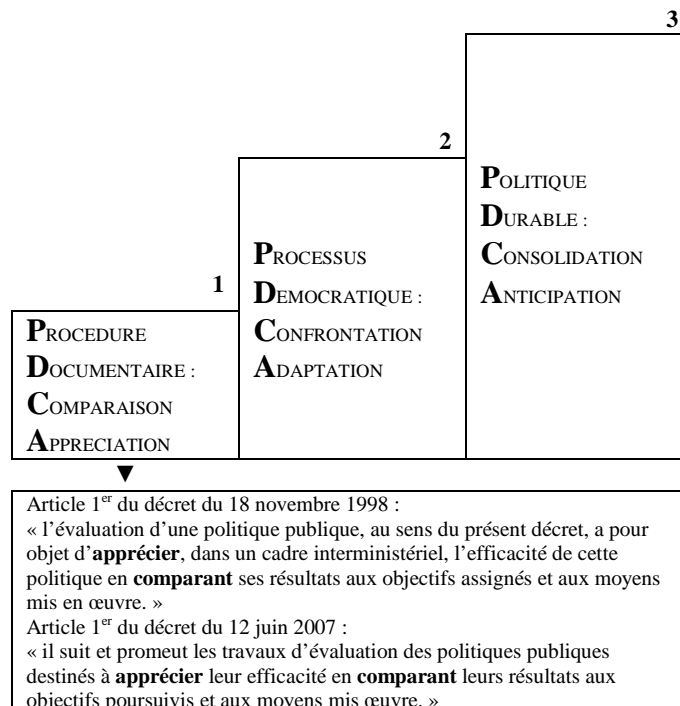 3
POLITIQUE
DURABLE :
CONSOLIDATION
ANTICIPATION
2
PROCESSUS
DEMOCRATIQUE :
CONFRONTATION
ADAPTATION
1
PROCEDURE
DOCUMENTAIRE :
COMPARAISON
APPRECIATION
Article 1er du décret du 18 novembre 1998 :
« l’évaluation d’une politique publique, au sens du présent décret, a pour
objet d’apprécier, dans un cadre interministériel, l’efficacité de cette
politique en comparant ses résultats aux objectifs assignés et aux moyens
mis en œuvre. »
Article 1er du décret du 12 juin 2007 :
« il suit et promeut les travaux d’évaluation des politiques publiques
destinés à apprécier leur efficacité en comparant leurs résultats aux
objectifs poursuivis et aux moyens mis œuvre. »